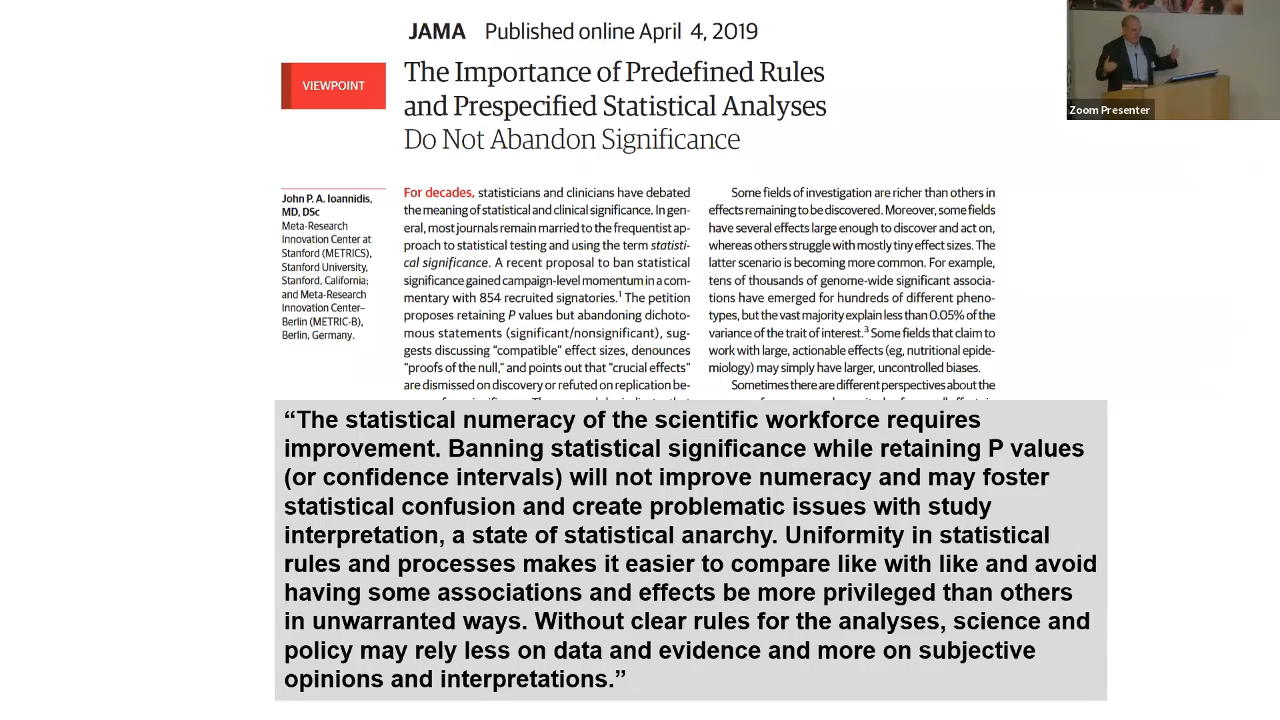 JAMA Published online April 4, 2019
VIEWPOINT
The Importance of Predefined Rules
and Prespecified Statistical Analyses
Do Not Abandon Significance
John P. A. Ioannidis,
MD, DSc
Meta-Research
Innovation Center at
Stanford (METRICS),
Stanford University,
Stanford, California;
and Meta-Research
Innovation Center–
Berlin (METRIC-B),
Berlin, Germany.
For decades, statisticians and clinicians have debated
the meaning of statistical and clinical significance. In gen-
eral, most journals remain married to the frequentist ap-
proach to statistical testing and using the term statisti-
cal significance. A recent proposal to ban statistical
significance gained campaign-level momentum in a com-
mentary with 854 recruited signatories.1 The petition
proposes retaining P values but abandoning dichoto-
mous statements (significant/nonsignificant), sug-
gests discussing “compatible” effect sizes, denounces
“proofs of the null,” and points out that “crucial effects”
are dismissed on discovery or refuted on replication be-
Some fields of investigation are richer than others in
effects remaining to be discovered. Moreover, some fields
have several effects large enough to discover and act on,
whereas others struggle with mostly tiny effect sizes. The
latter scenario is becoming more common. For example,
tens of thousands of genome-wide significant associa-
tions have emerged for hundreds of different pheno-
types, but the vast majority explain less than 0.05% of the
variance of the trait of interest.3 Some fields that claim to
work with large, actionable effects (eg, nutritional epide-
miology) may simply have larger, uncontrolled biases.
Sometimes there are different perspectives about the
“The statistical numeracy of the scientific workforce requires
improvement. Banning statistical significance while retaining P values
(or confidence intervals) will not improve numeracy and may foster
statistical confusion and create problematic issues with study
interpretation, a state of statistical anarchy. Uniformity in statistical
rules and processes makes it easier to compare like with like and avoid
having some associations and effects be more privileged than others
in unwarranted ways. Without clear rules for the analyses, science and
policy may rely less on data and evidence and more on subjective
opinions and interpretations.”
Zoom Presenter